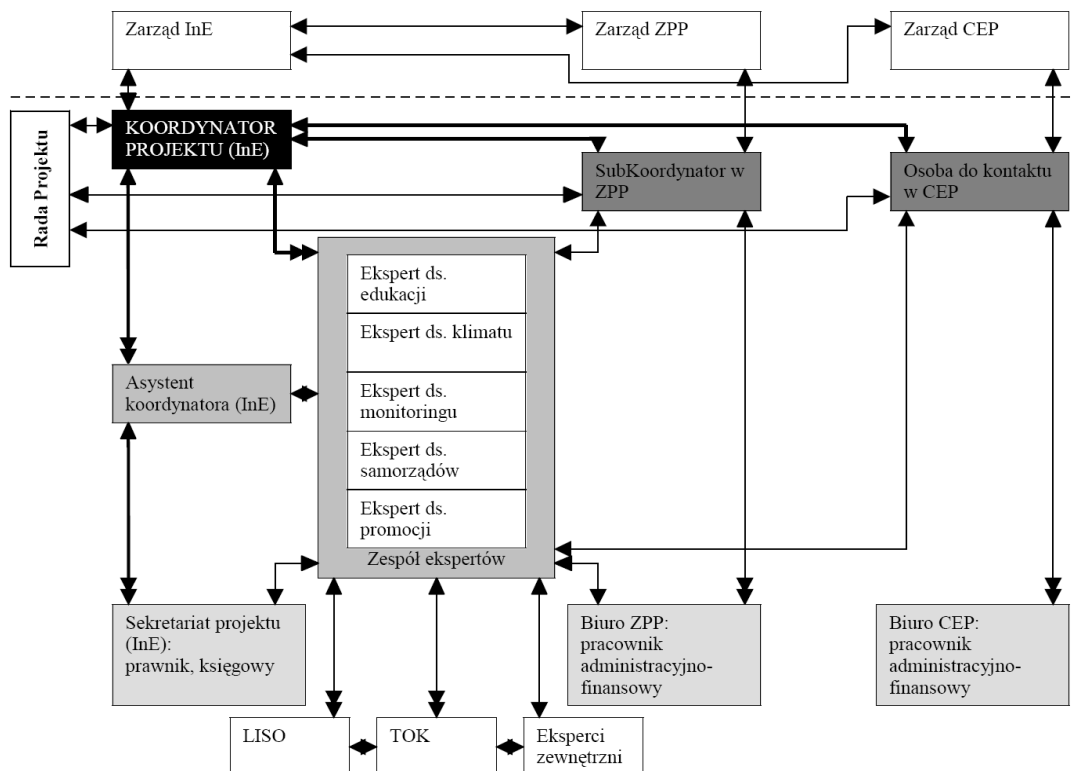 Zarząd InE
Zarząd ZPP
Zarząd CEP
Rada Projektu
KOORDYNATOR
PROJEKTU (InE)
SubKoordynator w
ZPP
Osoba do kontaktu
w CEP
Ekspert ds.
edukacji
Ekspert ds. klimatu
Ekspert ds.
monitoringu
Ekspert ds.
samorządów
Ekspert ds.
promocji
Zespół ekspertów
Asystent
koordynatora (InE)
Sekretariat projektu
(InE):
prawnik, księgowy
Biuro ZPP:
pracownik
administracyjno-
finansowy
Biuro CEP:
pracownik
administracyjno-
finansowy
LISO
TOK
Eksperci
zewnętrzni